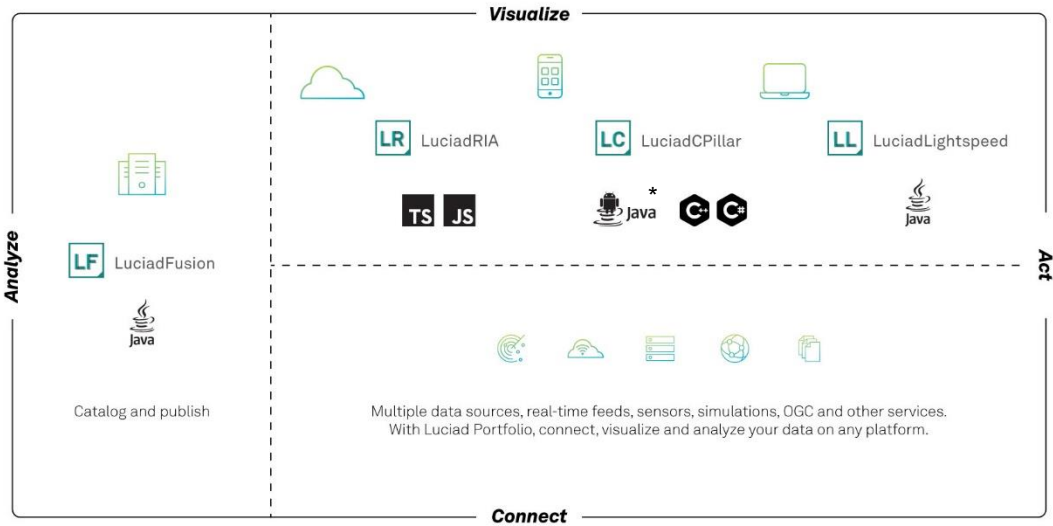 Visualize
LR LuciadRIA
LC LuciadCPillar
LL LuciadLightspeed
TS JS
Java * C++ C#
Java
Analyze
LF LuciadFusion
Java
Catalog and publish
Act
Multiple data sources, real-time feeds, sensors, simulations, OGC and other services.
With Luciad Portfolio, connect, visualize and analyze your data on any platform.
Connect